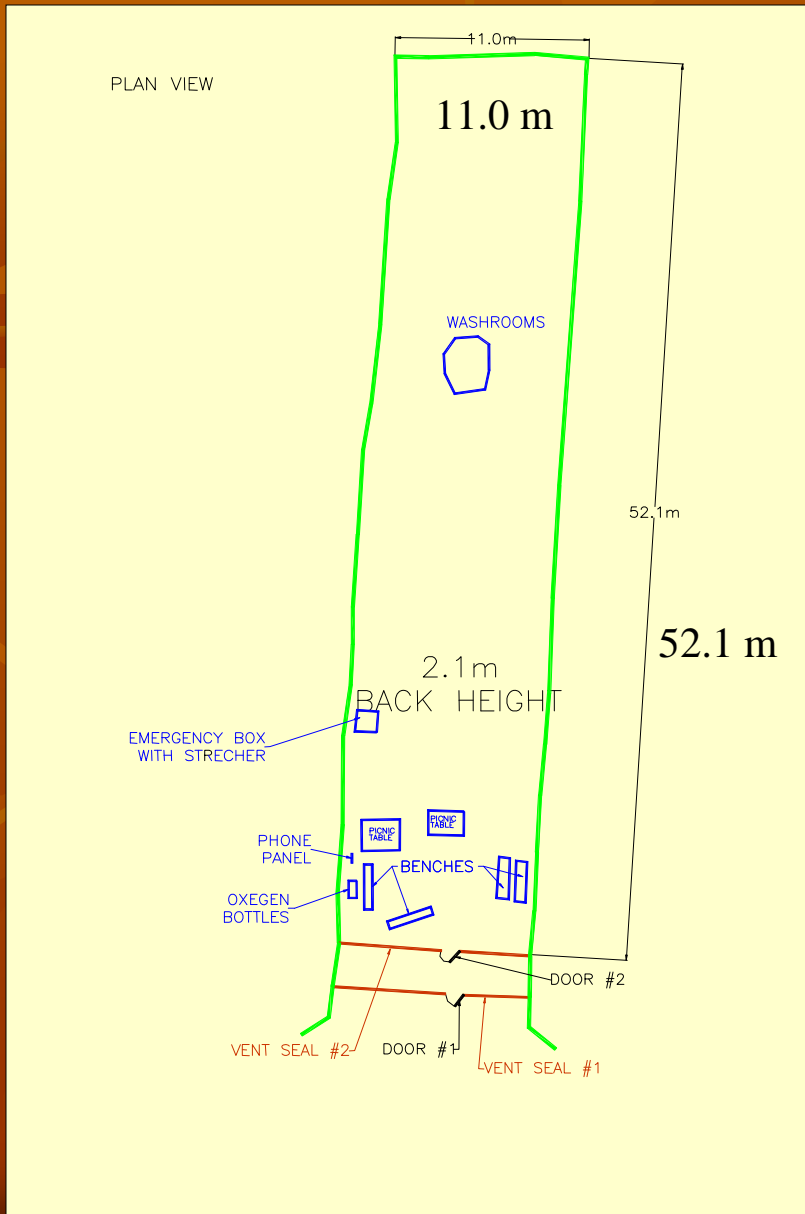 11.0m
PLAN VIEW
11.0 m
WASHROOMS
52.1m
52.1 m
2.1m
BACK HEIGHT
EMERGENCY BOX
WITH STRECHER
PICNIC
TABLE
PICNIC
TABLE
PHONE
PANEL
BENCHES
OXEGEN
BOTTLES
DOOR #2
VENT SEAL #2
DOOR #1
VENT SEAL #1